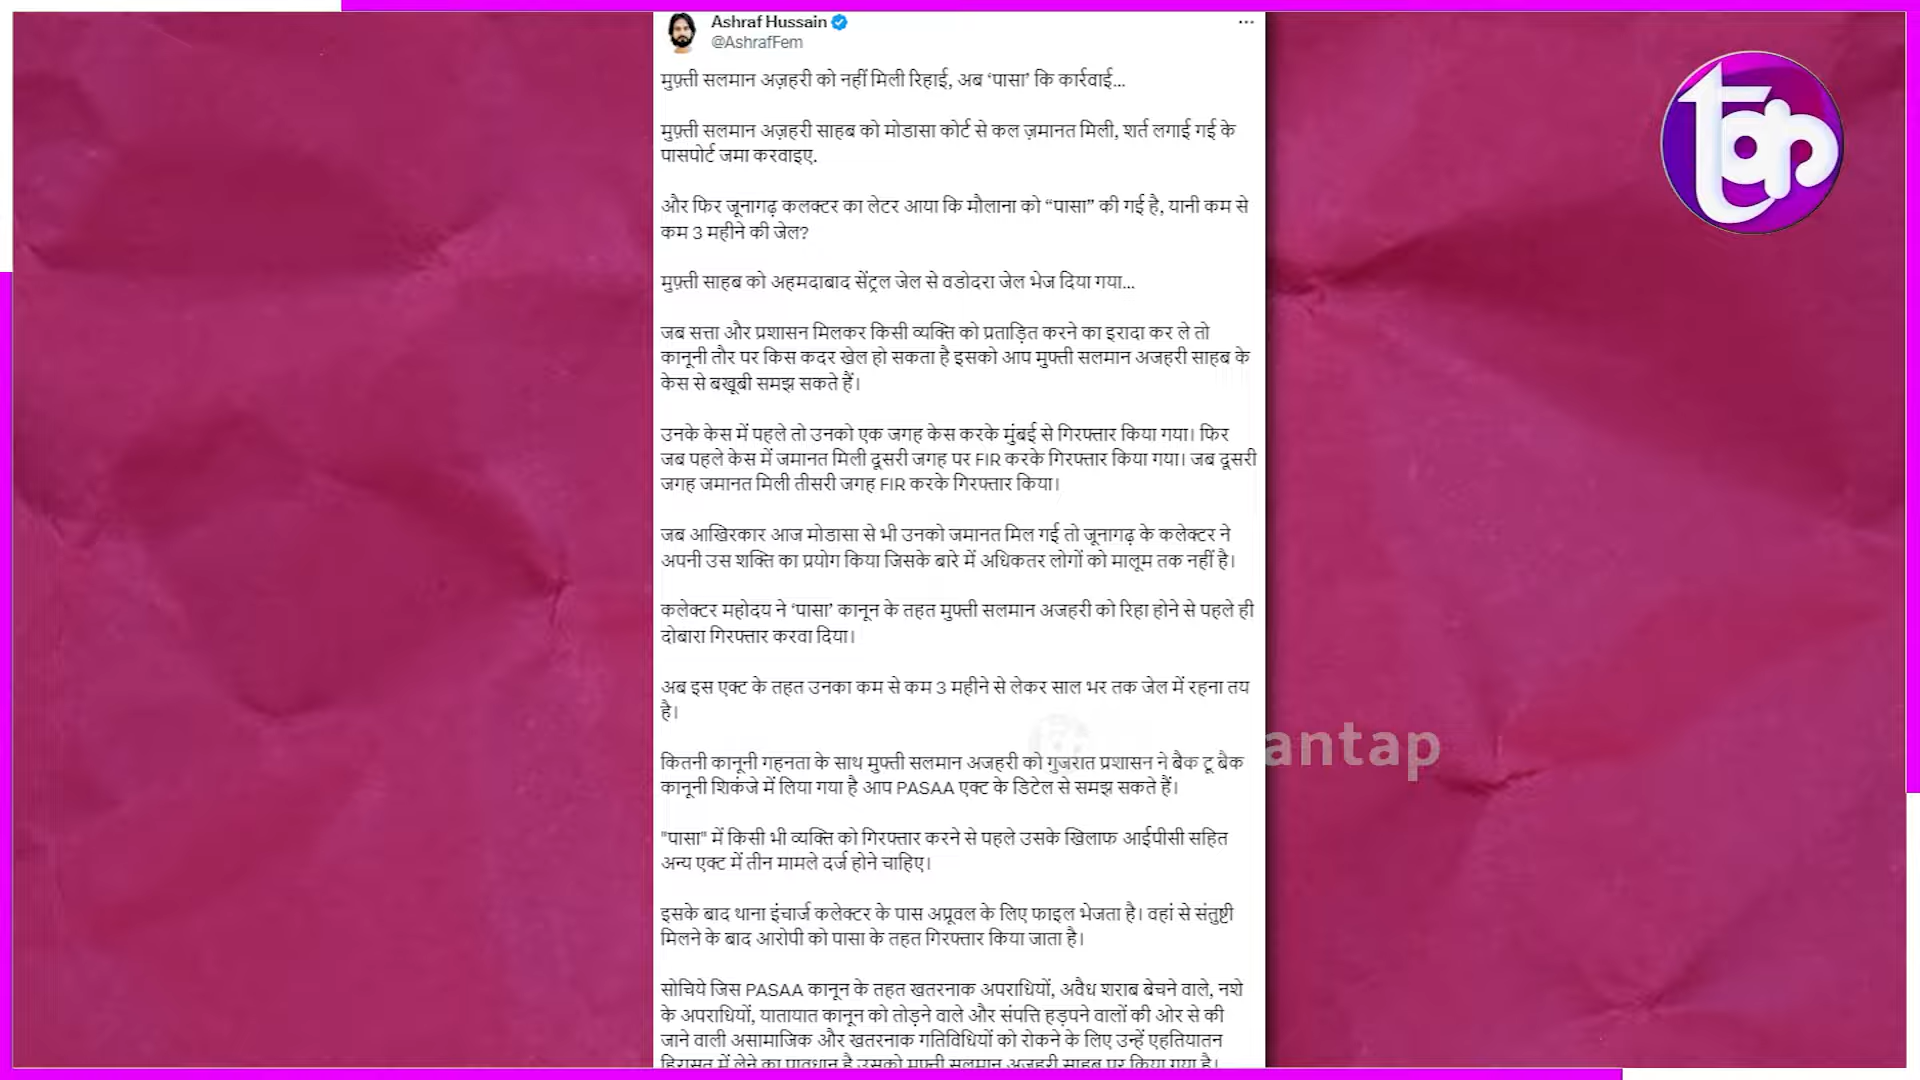 Ashraf Hussain
@AshrafFem
मुफ़्ती सलमान अज़हरी को नहीं मिली रिहाई, अब ‘पासा’ कि कार्रवाई...
मुफ़्ती सलमान अज़हरी साहब को मोडासा कोर्ट से कल ज़मानत मिली, शर्त लगाई गई के
पासपोर्ट जमा करवाइए.
और फिर जूनागढ़ कलक्टर का लेटर आया कि मौलाना को “पासा” की गई है, यानी कम से
कम 3 महीने की जेल?
मुफ़्ती साहब को अहमदाबाद सेंट्रल जेल से वडोदरा जेल भेज दिया गया...
जब सत्ता और प्रशासन मिलकर किसी व्यक्ति को प्रताड़ित करने का इरादा कर ले तो
कानूनी तौर पर किस कदर खेल हो सकता है इसको आप मुफ्ती सलमान अजहरी साहब के
केस से बखूबी समझ सकते हैं।
उनके केस में पहले तो उनको एक जगह केस करके मुंबई से गिरफ्तार किया गया। फिर
जब पहले केस में जमानत मिली दूसरी जगह पर FIR करके गिरफ्तार किया गया। जब दूसरी
जगह जमानत मिली तीसरी जगह FIR करके गिरफ्तार किया।
जब आखिरकार आज मोडासा से भी उनको जमानत मिल गई तो जूनागढ़ के कलेक्टर ने
अपनी उस शक्ति का प्रयोग किया जिसके बारे में अधिकतर लोगों को मालूम तक नहीं है।
कलेक्टर महोदय ने ‘पासा’ कानून के तहत मुफ्ती सलमान अजहरी को रिहा होने से पहले ही
दोबारा गिरफ्तार करवा दिया।
अब इस एक्ट के तहत उनका कम से कम 3 महीने से लेकर साल भर तक जेल में रहना तय
है।
कितनी कानूनी गहनता के साथ मुफ्ती सलमान अजहरी को गुजरात प्रशासन ने बैक टू बैक
कानूनी शिकंजे में लिया गया है आप PASAA एक्ट के डिटेल से समझ सकते हैं।
"पासा" में किसी भी व्यक्ति को गिरफ्तार करने से पहले उसके खिलाफ आईपीसी सहित
अन्य एक्ट में तीन मामले दर्ज होने चाहिए।
इसके बाद थाना इंचार्ज कलेक्टर के पास अप्रूवल के लिए फाइल भेजता है। वहां से संतुष्टी
मिलने के बाद आरोपी को पासा के तहत गिरफ्तार किया जाता है।
सोचिये जिस PASAA कानून के तहत खतरनाक अपराधियों, अवैध शराब बेचने वाले, नशे
के अपराधियों, यातायात कानून को तोड़ने वाले और संपत्ति हड़पने वालों की ओर से की
जाने वाली असामाजिक और खतरनाक गतिविधियों को रोकने के लिए उन्हें एहतियातन
हिरासत में लेने का प्रावधान है उसको मुफ्ती सलमान अजहरी साहब पर किया गया है।
tap
antap